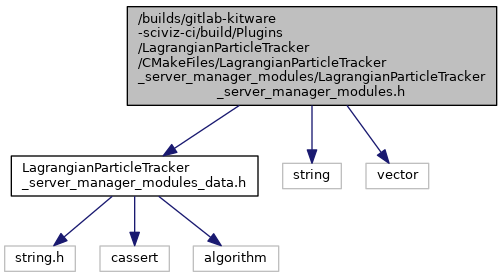 /builds/gitlab-kitware
-sciviz-ci/build/Plugins
/LagrangianParticleTracker
/CMakeFiles/LagrangianParticleTracker
_server_manager_modules/LagrangianParticleTracker
_server_manager_modules.h
LagrangianParticleTracker
_server_manager_modules_data.h
string
vector
string.h
cassert
algorithm